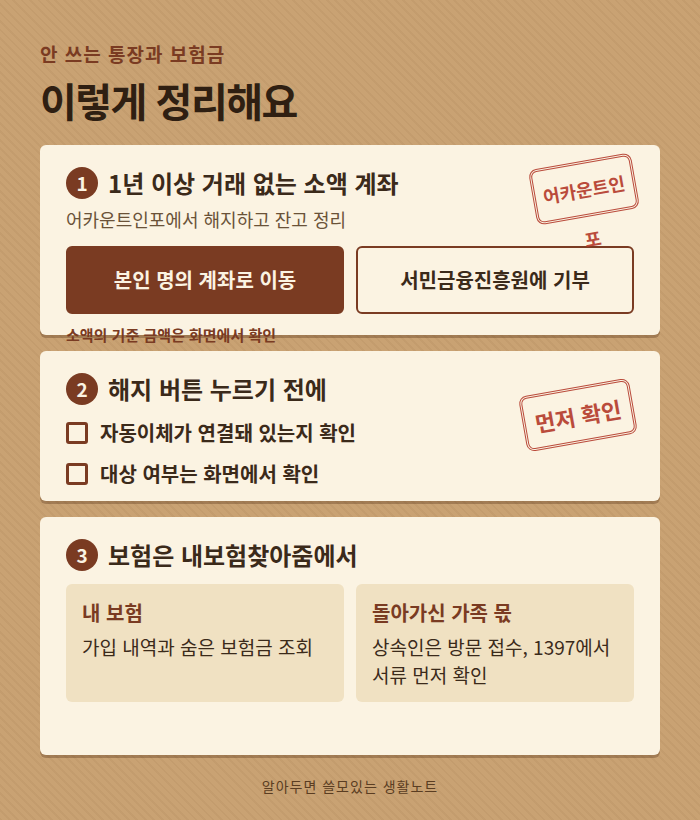 안 쓰는 통장과 보험금
이렇게 정리해요
1 1년 이상 거래 없는 소액 계좌
어카운트인
포
어카운트인포에서 해지하고 잔고 정리
본인 명의 계좌로 이동
서민금융진흥원에 기부
소액의 기준 금액은 화면에서 확인
2 해지 버튼 누르기 전에
먼저 확인
자동이체가 연결돼 있는지 확인
대상 여부는 화면에서 확인
3 보험은 내보험찾아줌에서
내 보험
가입 내역과 숨은 보험금 조회
돌아가신 가족 몫
상속인은 방문 접수, 1397에서
서류 먼저 확인
알아두면 쓸모있는 생활노트